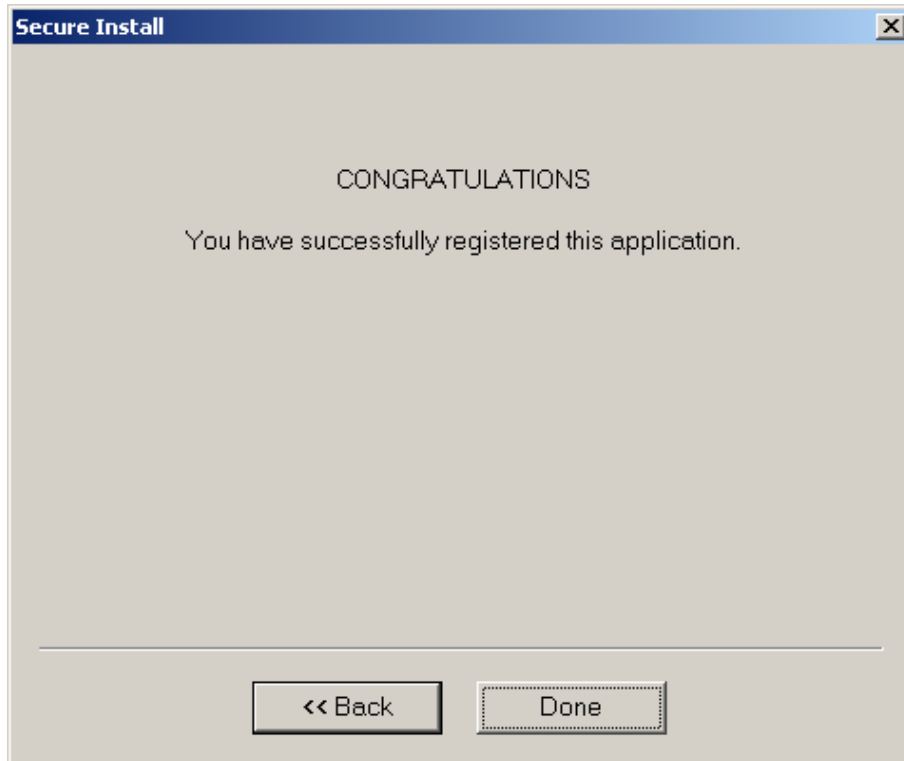 Secure Install
CONGRATULATIONS
You have successfully registered this application.
<< Back
Done